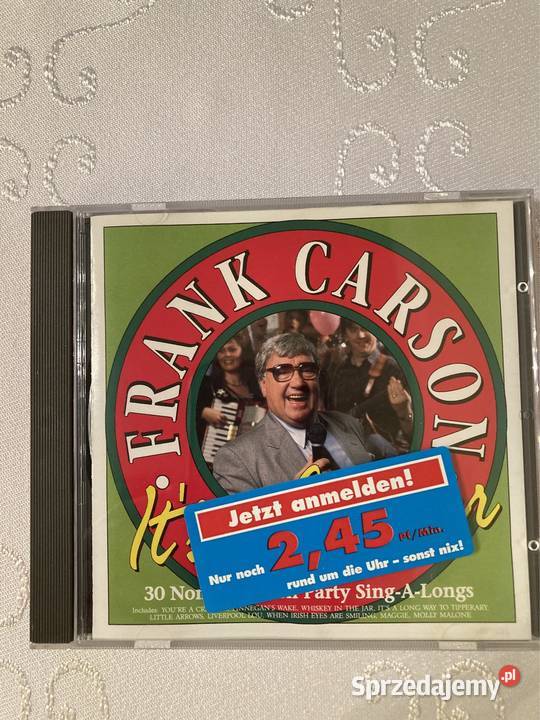 ·FRANK CARSON
It's
r
Jetzt anmelden!
Nur noch 2,45 Pf/Min.
rund um die Uhr - sonst nix!
30 Non Party Sing-A-Longs
Includes: YOU'RE A WAKE, WHISKEY IN THE JAR, IT'S A LONG WAY TO TIPPERARY,
LITTLE ARROWS, LIVERPOOL LOU, WHEN IRISH EYES ARE SMILING, MAGGIE, MOLLY MALONE
Sprzedajemy.pl